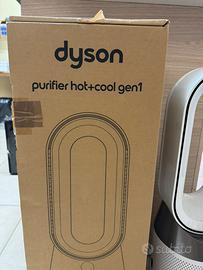 dyson
purifier hot+cool gen1
subito